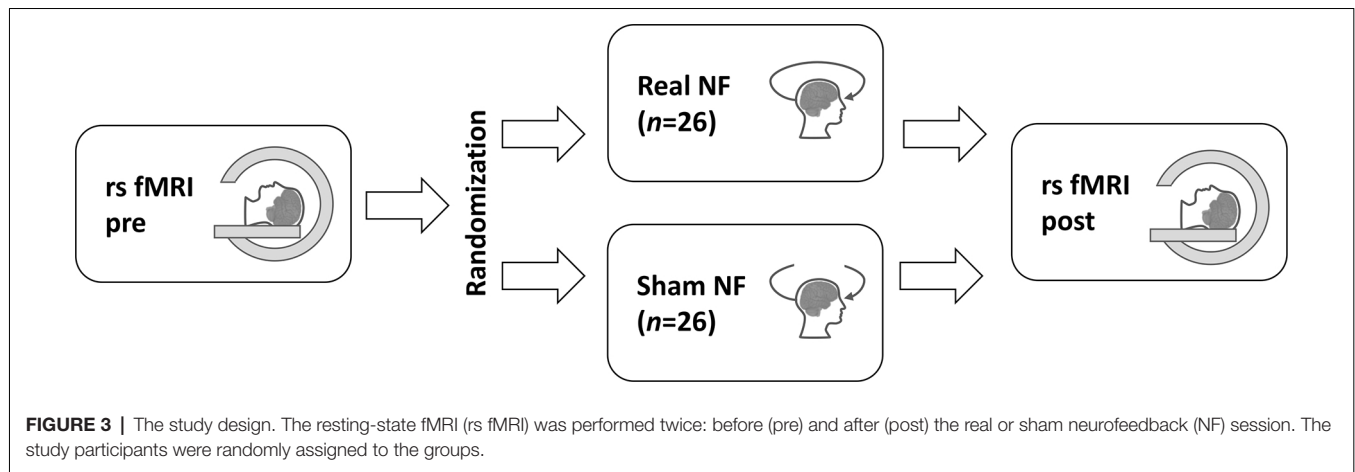 rs fMRI
pre
Randomization
Real NF
(n=26)
Sham NF
(n=26)
rs fMRI
post
FIGURE 3 | The study design. The resting-state fMRI (rs fMRI) was performed twice: before (pre) and after (post) the real or sham neurofeedback (NF) session. The
study participants were randomly assigned to the groups.